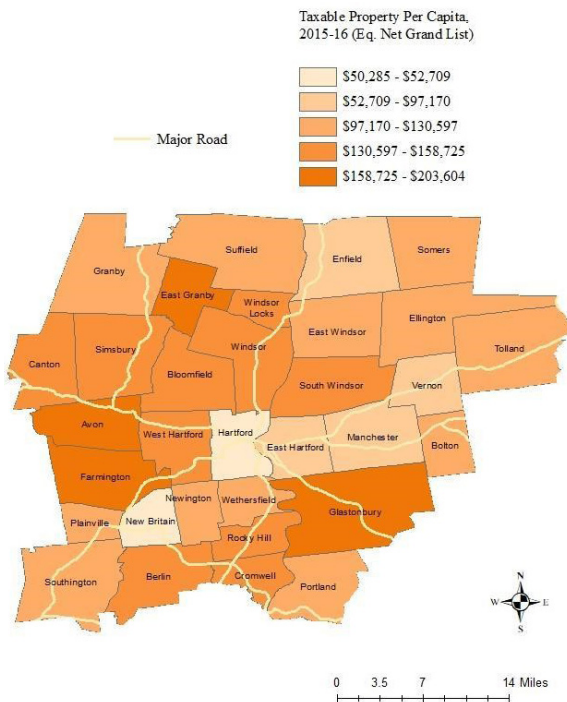 Taxable Property Per Capita,
2015-16 (Eq. Net Grand List)
$50,285 - $52,709
$52,709 - $97,170
Major Road
$97,170 - $130,597
$130,597 - $158,725
$158,725 - $203,604
Suffield
Enfield
Somers
Granby
East Granby
Windsor
Locks
East Windsor
Ellington
Tolland
Canton
Simsbury
Windsor
Bloomfield
South Windsor
Vernon
Avon
West Hartford
Hartford
East Hartford
Manchester
Bolton
Farmington
Newington
Wethersfield
Glastonbury
Plainville
New Britain
Rocky Hill
Southington
Berlin
Cromwell
Portland
N
W
E
S
0 3.5 7 14 Miles